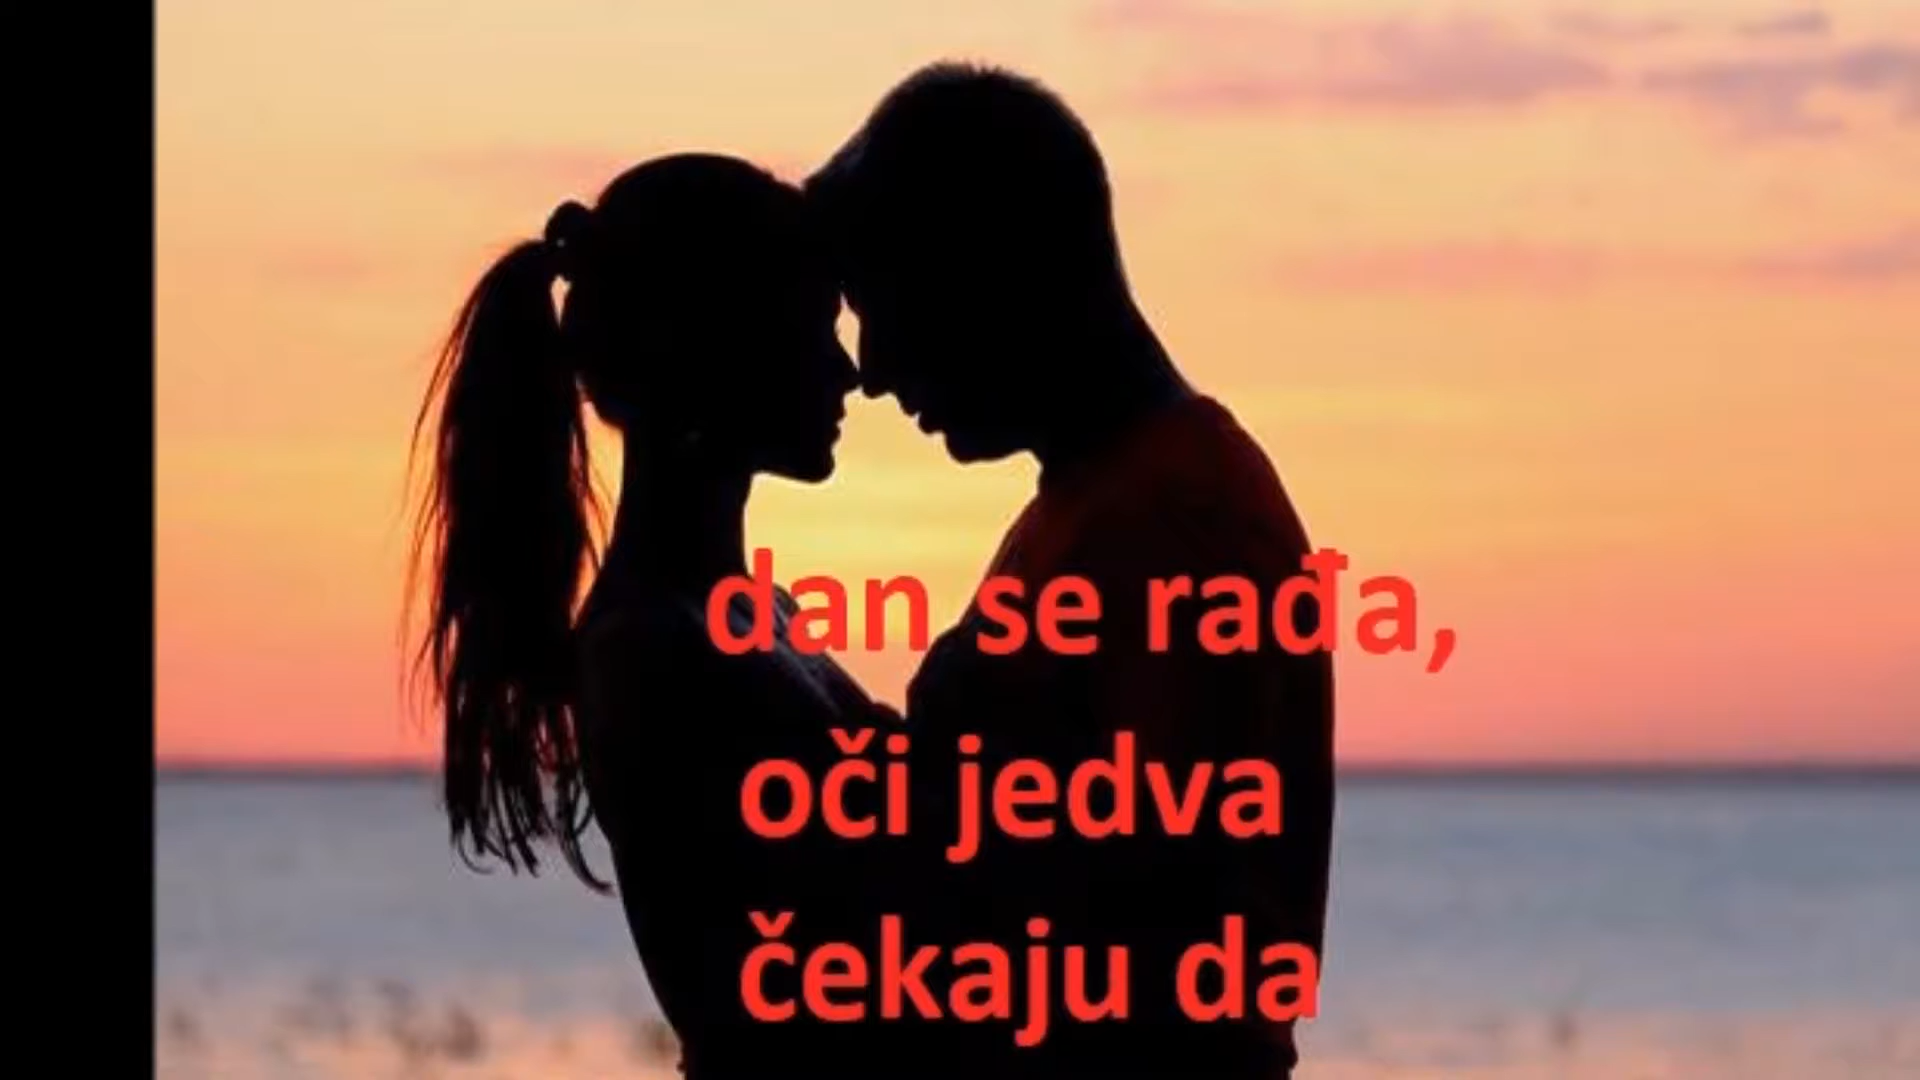 dan se rađa,
oči jedva
čekaju da